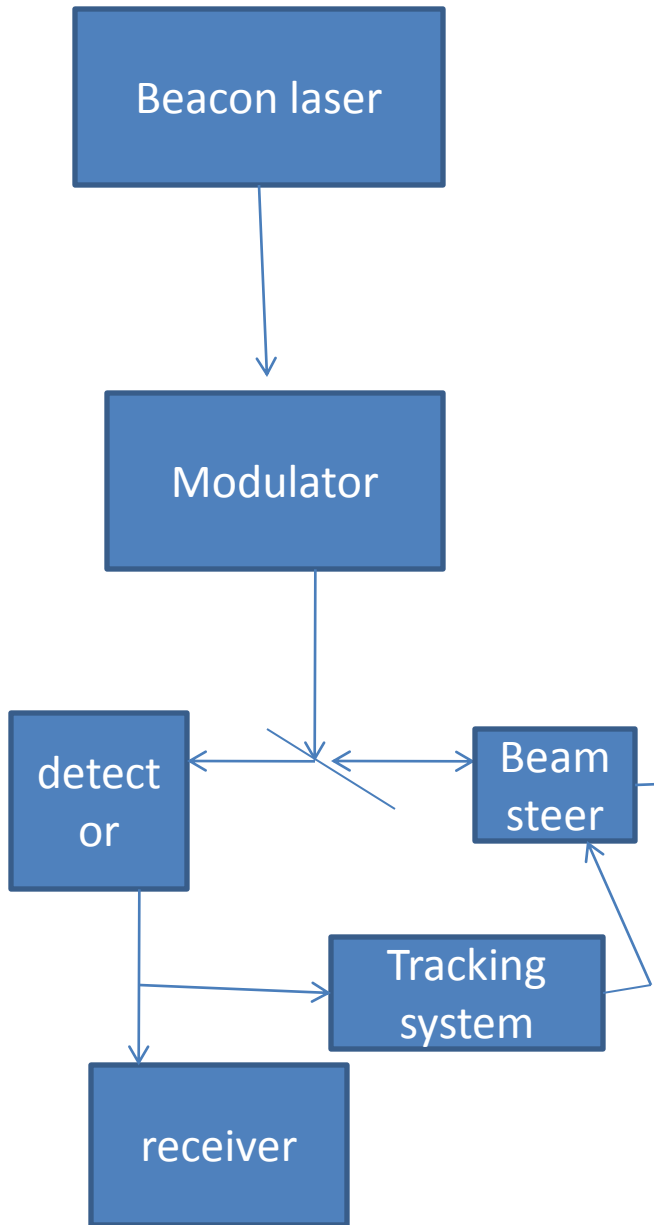 Beacon laser
Modulator
detect
or
Beam
steer
Tracking
system
receiver